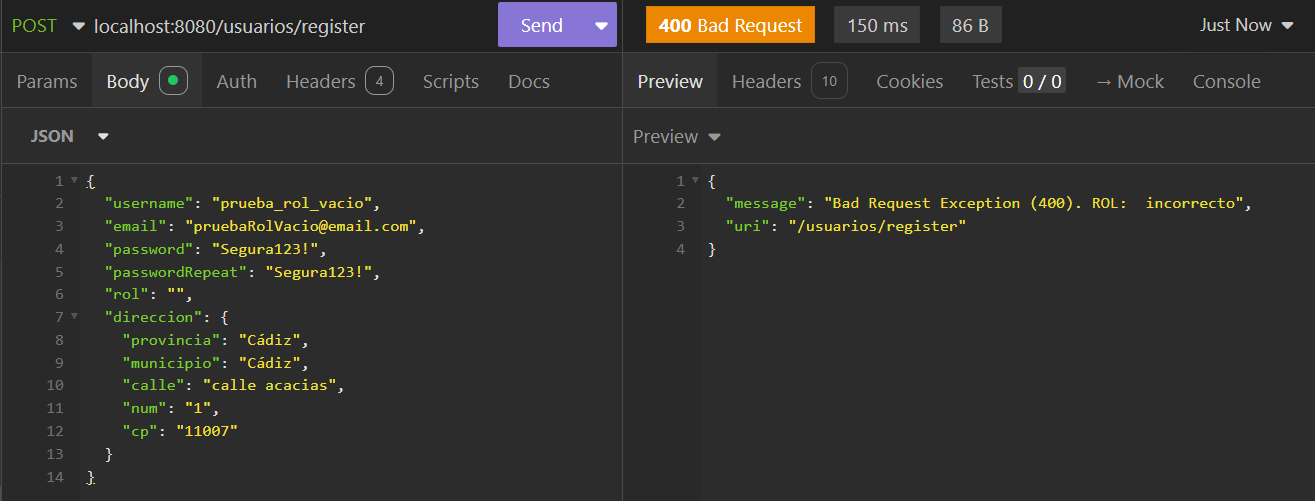 POST localhost:8080/usuarios/register Send
Params Body Auth Headers 4 Scripts Docs
JSON
1 {
2 "username": "prueba_rol_vacio",
3 "email": "pruebaRolVacio@email.com",
4 "password": "Segura123!",
5 "passwordRepeat": "Segura123!",
6 "rol": "",
7 "direccion": {
8 "provincia": "Cádiz",
9 "municipio": "Cádiz",
10 "calle": "calle acacias",
11 "num": "1",
12 "cp": "11007"
13 }
14 }
400 Bad Request 150 ms 86 B Just Now
Preview Headers 10 Cookies Tests 0 / 0 → Mock Console
Preview
1 {
2 "message": "Bad Request Exception (400). ROL:  incorrecto",
3 "uri": "/usuarios/register"
4 }